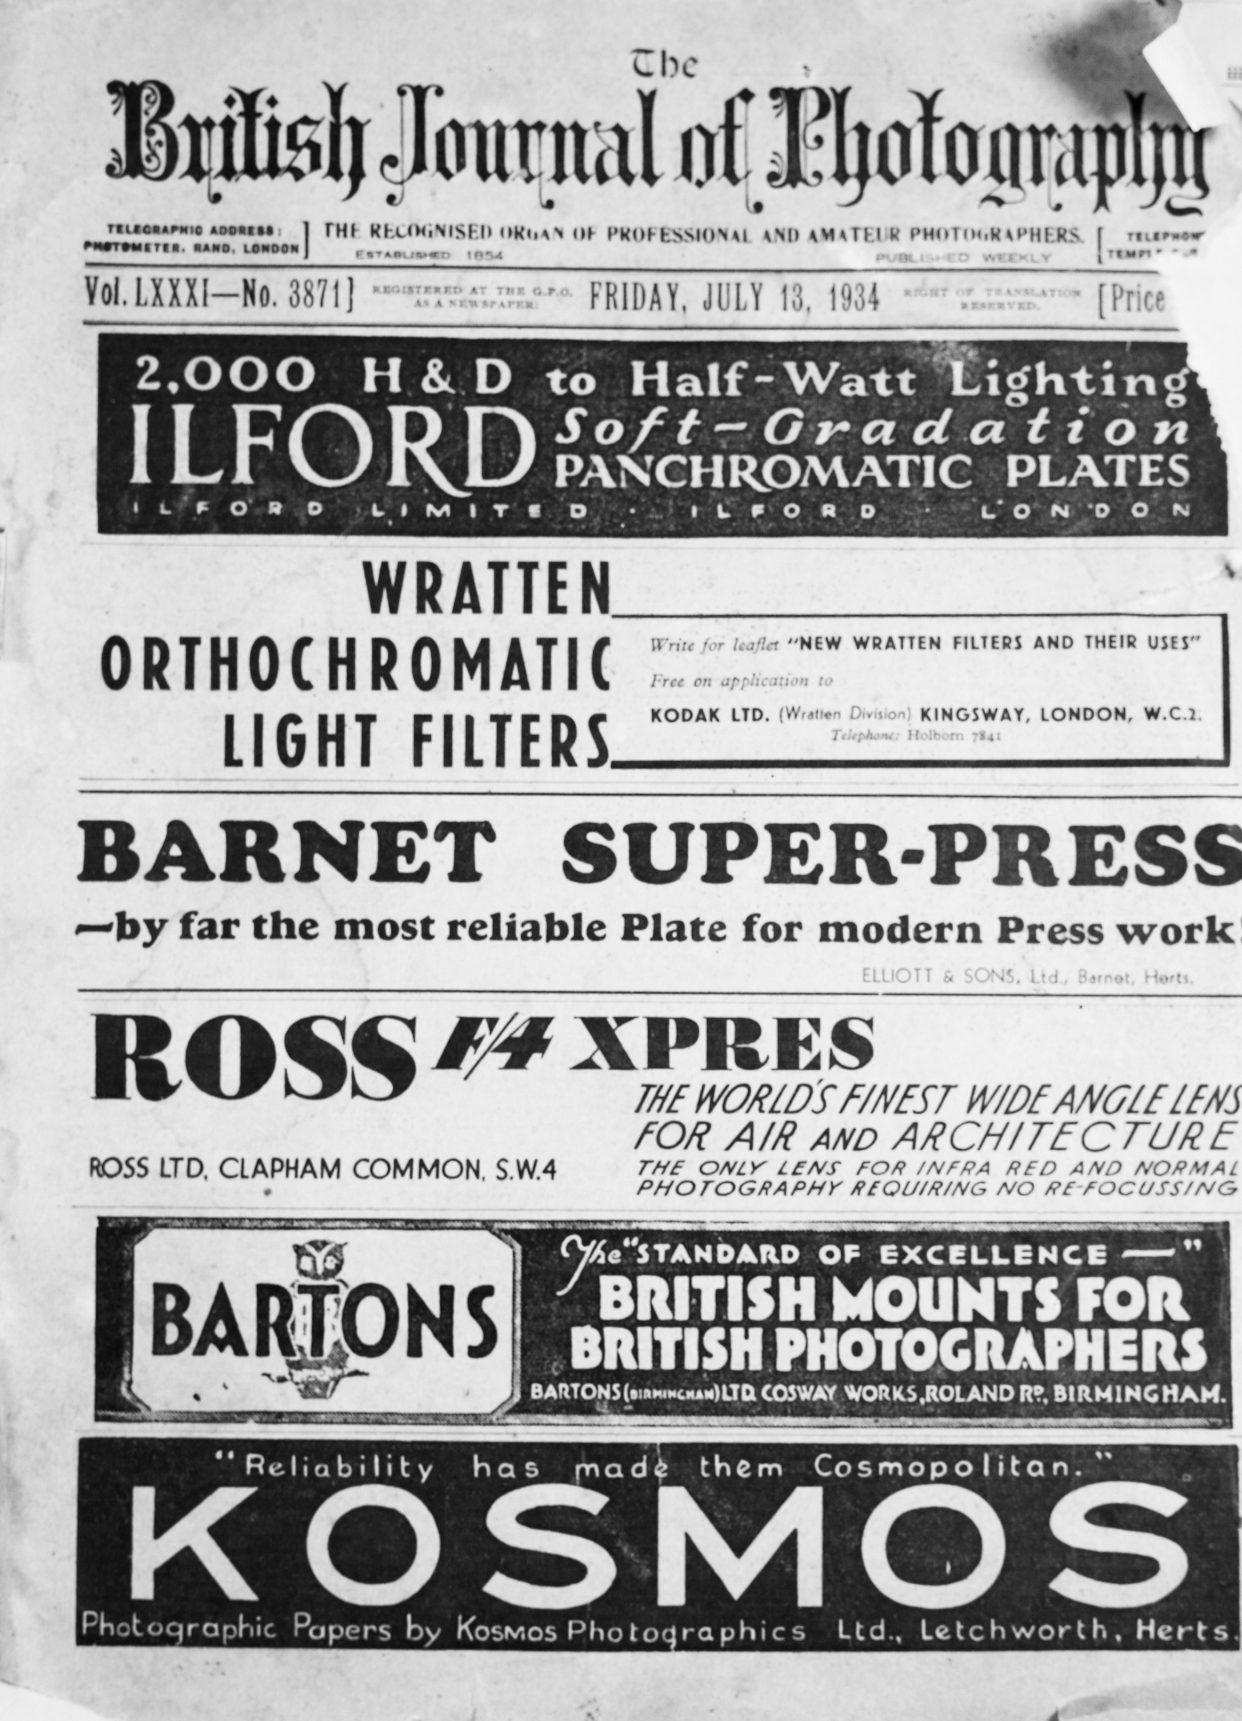 The
British Journal of Photography
TELEGRAPHIC ADDRESS:
PHOTOMETER, RAND, LONDON]
THE RECOGNISED ORGAN OF PROFESSIONAL AND AMATEUR PHOTOGRAPHERS.
ESTABLISHED 1854
PUBLISHED WEEKLY
Vol. LXXXI—No. 3871]
REGISTERED AT THE G.P.O.
AS A NEWSPAPER.
FRIDAY, JULY 13, 1934
RIGHT OF TRANSLATION
RESERVED.
[Price
2,000 H & D to Half-Watt Lighting
ILFORD Soft-Gradation
PANCHROMATIC PLATES
ILFORD LIMITED · ILFORD · LONDON
WRATTEN
ORTHOCHROMATIC
LIGHT FILTERS
Write for leaflet "NEW WRATTEN FILTERS AND THEIR USES"
Free on application to
KODAK LTD. (Wratten Division) KINGSWAY, LONDON, W.C.2.
Telephone: Holborn 7841
BARNET SUPER-PRESS
—by far the most reliable Plate for modern Press work!
ELLIOTT & SONS, Ltd., Barnet, Herts.
ROSS F/4 XPRES
THE WORLD'S FINEST WIDE ANGLE LENS
FOR AIR AND ARCHITECTURE
ROSS LTD, CLAPHAM COMMON, S.W.4
THE ONLY LENS FOR INFRA RED AND NORMAL
PHOTOGRAPHY REQUIRING NO RE-FOCUSSING
BARTONS
The "STANDARD OF EXCELLENCE —"
BRITISH MOUNTS FOR
BRITISH PHOTOGRAPHERS
BARTONS (BIRMINGHAM) LTD. COSWAY WORKS, ROLAND RD., BIRMINGHAM.
"Reliability has made them Cosmopolitan."
KOSMOS
Photographic Papers by KOSMOS Photographics Ltd., Letchworth, Herts.